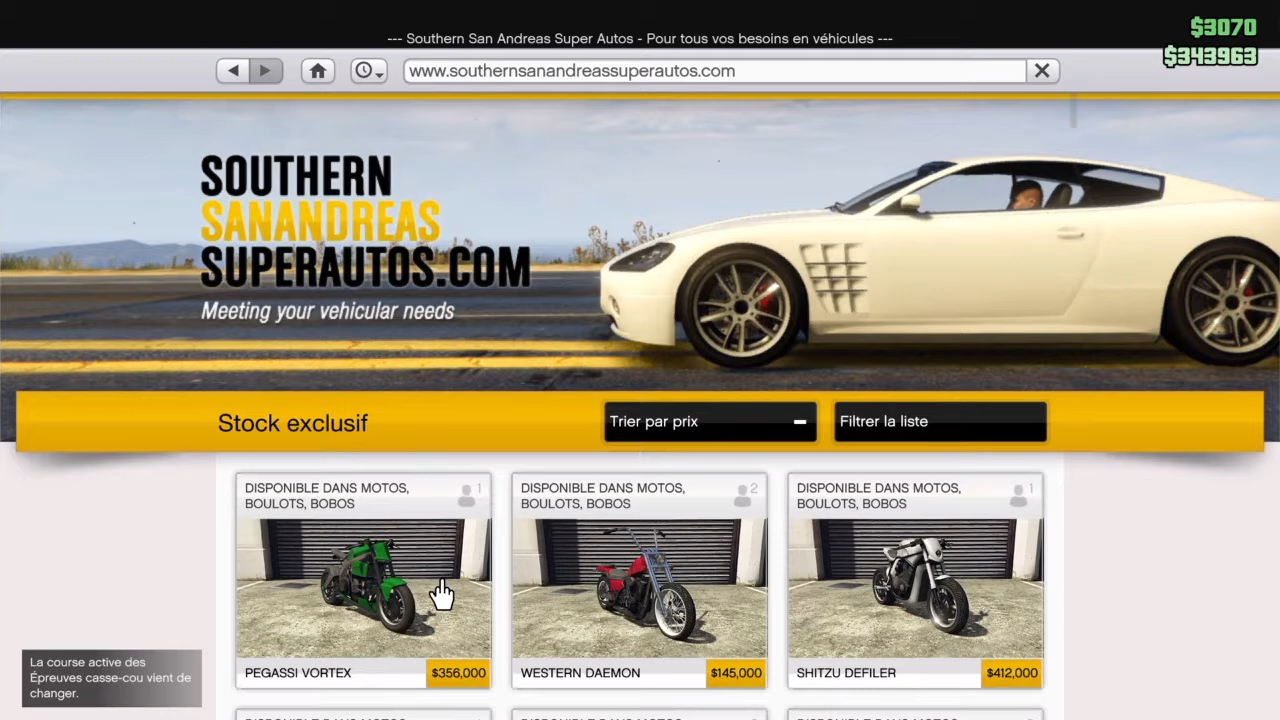 --- Southern San Andreas Super Autos - Pour tous vos besoins en véhicules ---
$3070
$343963
www.southernsanandreassuperautos.com
SOUTHERN
SANANDREAS
SUPERAUTOS.COM
Meeting your vehicular needs
Stock exclusif
Trier par prix
Filtrer la liste
DISPONIBLE DANS MOTOS,
BOULOTS, BOBOS
1
PEGASSI VORTEX
$356,000
DISPONIBLE DANS MOTOS,
BOULOTS, BOBOS
2
WESTERN DAEMON
$145,000
DISPONIBLE DANS MOTOS,
BOULOTS, BOBOS
1
SHITZU DEFILER
$412,000
La course active des
Épreuves casse-cou vient de
changer.